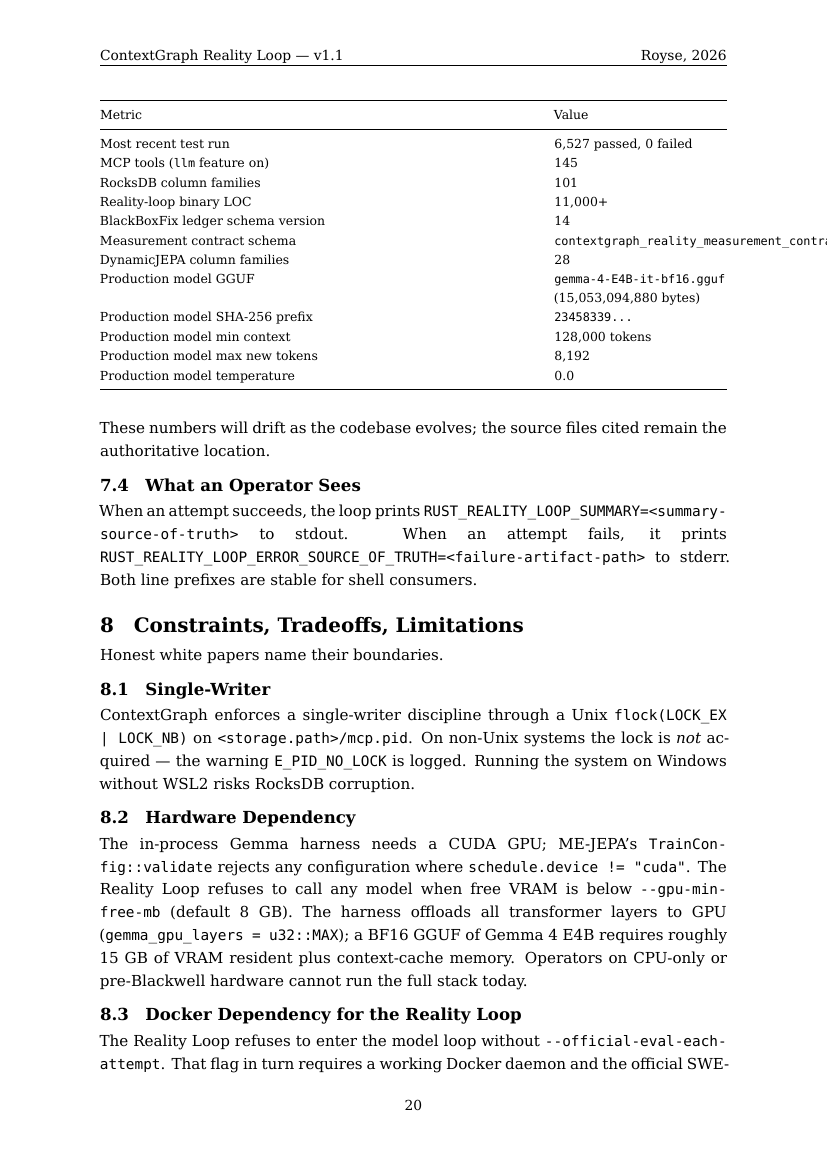 ContextGraph Reality Loop — v1.1 Royse, 2026
Metric Value
Most recent test run 6,527 passed, 0 failed
MCP tools (llm feature on) 145
RocksDB column families 101
Reality-loop binary LOC 11,000+
BlackBoxFix ledger schema version 14
Measurement contract schema contextgraph_reality_measurement_contra
DynamicJEPA column families 28
Production model GGUF gemma-4-E4B-it-bf16.gguf
(15,053,094,880 bytes)
Production model SHA-256 prefix 23458339...
Production model min context 128,000 tokens
Production model max new tokens 8,192
Production model temperature 0.0
These numbers will drift as the codebase evolves; the source files cited remain the
authoritative location.
7.4 What an Operator Sees
When an attempt succeeds, the loop prints RUST_REALITY_LOOP_SUMMARY=<summary-
source-of-truth> to stdout. When an attempt fails, it prints
RUST_REALITY_LOOP_ERROR_SOURCE_OF_TRUTH=<failure-artifact-path> to stderr.
Both line prefixes are stable for shell consumers.
8 Constraints, Tradeoffs, Limitations
Honest white papers name their boundaries.
8.1 Single-Writer
ContextGraph enforces a single-writer discipline through a Unix flock(LOCK_EX
| LOCK_NB) on <storage.path>/mcp.pid. On non-Unix systems the lock is not ac-
quired — the warning E_PID_NO_LOCK is logged. Running the system on Windows
without WSL2 risks RocksDB corruption.
8.2 Hardware Dependency
The in-process Gemma harness needs a CUDA GPU; ME-JEPA’s TrainCon-
fig::validate rejects any configuration where schedule.device != "cuda". The
Reality Loop refuses to call any model when free VRAM is below --gpu-min-
free-mb (default 8 GB). The harness offloads all transformer layers to GPU
(gemma_gpu_layers = u32::MAX); a BF16 GGUF of Gemma 4 E4B requires roughly
15 GB of VRAM resident plus context-cache memory. Operators on CPU-only or
pre-Blackwell hardware cannot run the full stack today.
8.3 Docker Dependency for the Reality Loop
The Reality Loop refuses to enter the model loop without --official-eval-each-
attempt. That flag in turn requires a working Docker daemon and the official SWE-
20